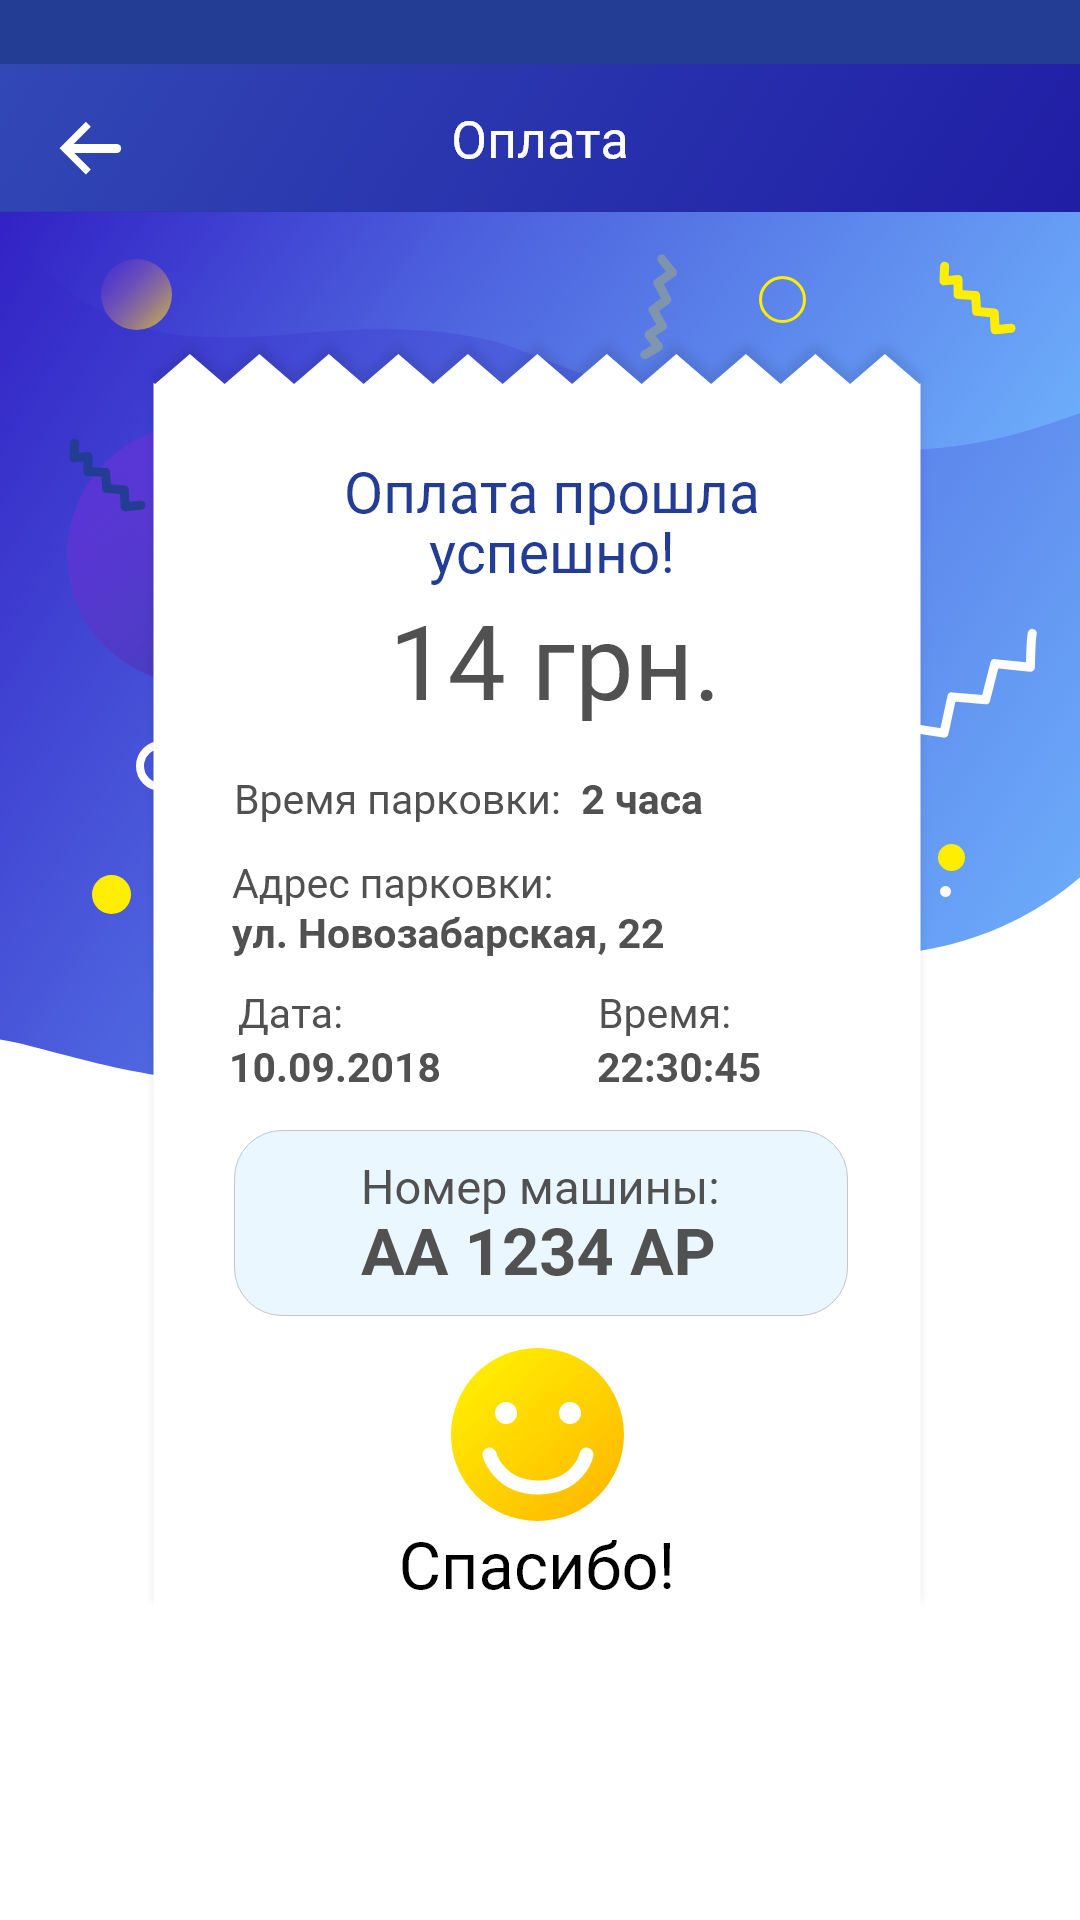 Оплата
Оплата прошла
успешно!
14 грн.
Время парковки: 2 часа
Адрес парковки:
ул. Новозабарская, 22
Дата: Время:
10.09.2018 22:30:45
Номер машины:
АА 1234 АР
Спасибо!